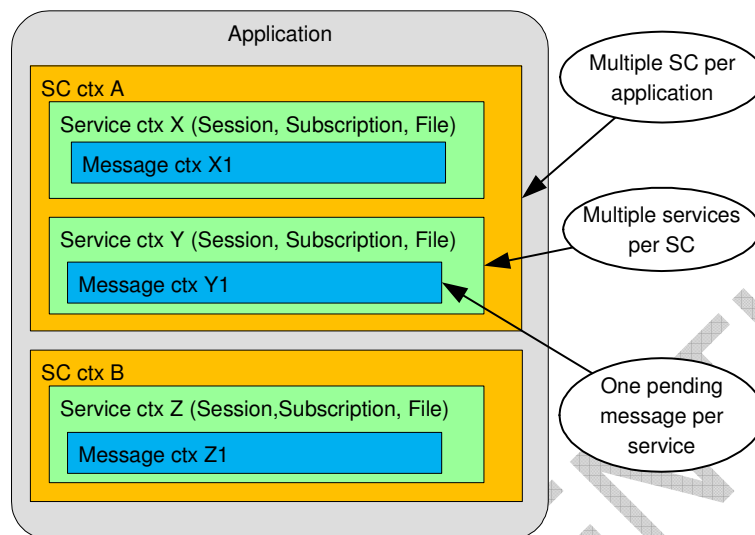 Application
SC ctx A
Service ctx X (Session, Subscription, File)
Message ctx X1
Service ctx Y (Session, Subscription, File)
Message ctx Y1
SC ctx B
Service ctx Z (Session,Subscription, File)
Message ctx Z1
Multiple SC per
application
Multiple services
per SC
One pending
message per
service